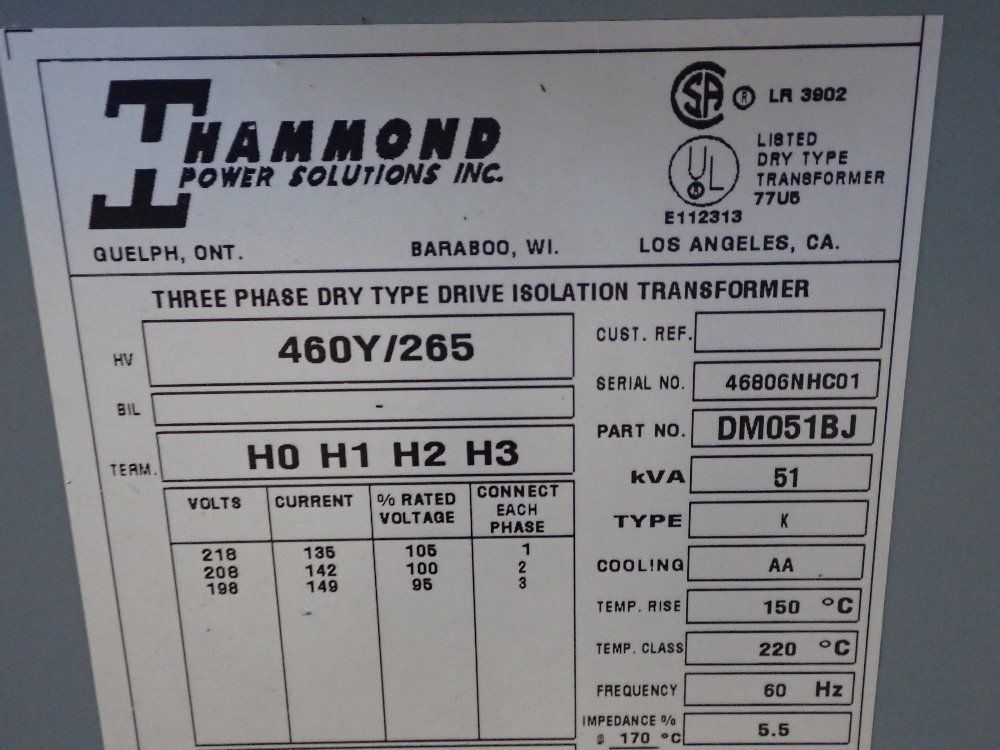 HAMMOND
POWER SOLUTIONS INC.
SA ® LR 3902
UL
LISTED
DRY TYPE
TRANSFORMER
77U5
E112313
GUELPH, ONT. BARABOO, WI. LOS ANGELES, CA.
THREE PHASE DRY TYPE DRIVE ISOLATION TRANSFORMER
HV 460Y/265
BIL -
TERM. H0 H1 H2 H3
VOLTS CURRENT % RATED VOLTAGE CONNECT EACH PHASE
218 135 105 1
208 142 100 2
198 149 95 3
CUST. REF.
SERIAL NO. 46806NHC01
PART NO. DM051BJ
kVA 51
TYPE K
COOLING AA
TEMP. RISE 150 °C
TEMP. CLASS 220 °C
FREQUENCY 60 Hz
IMPEDANCE %
@ 170 °C 5.5